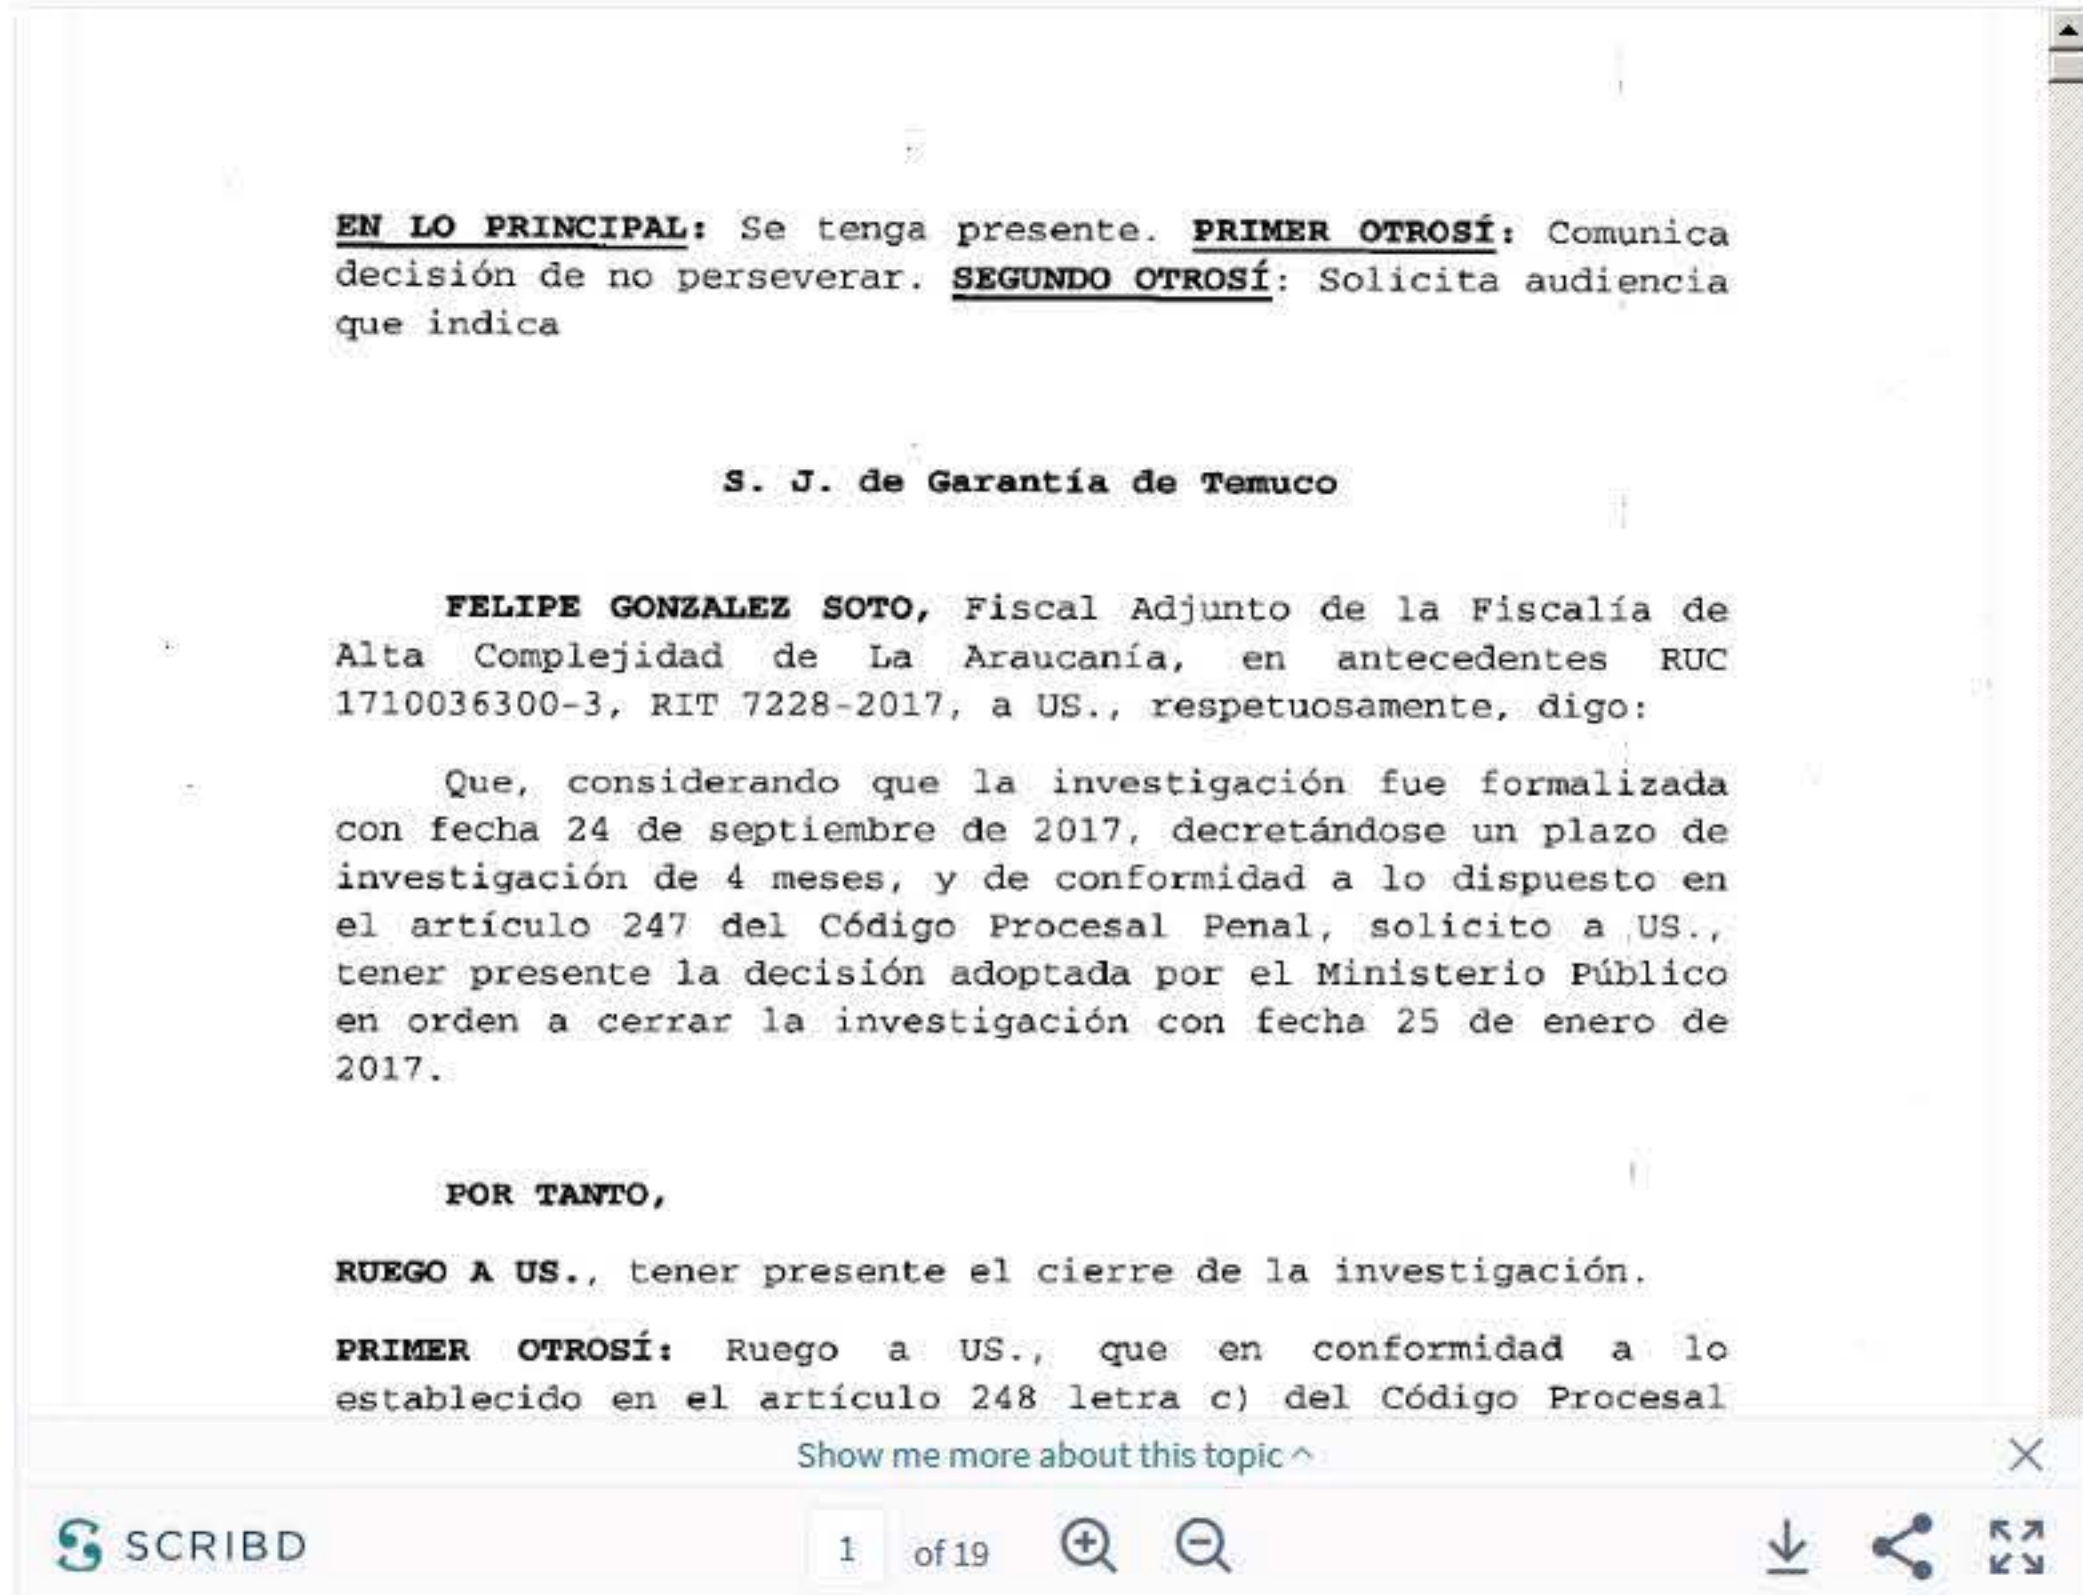 EN LO PRINCIPAL: Se tenga presente. PRIMER OTROSÍ: Comunica
decisión de no perseverar. SEGUNDO OTROSÍ: Solicita audiencia
que indica
S. J. de Garantía de Temuco
FELIPE GONZALEZ SOTO, Fiscal Adjunto de la Fiscalía de
Alta Complejidad de La Araucanía, en antecedentes RUC
1710036300-3, RIT 7228-2017, a US., respetuosamente, digo:
Que, considerando que la investigación fue formalizada
con fecha 24 de septiembre de 2017, decretándose un plazo de
investigación de 4 meses, y de conformidad a lo dispuesto en
el artículo 247 del Código Procesal Penal, solicito a US.,
tener presente la decisión adoptada por el Ministerio Público
en orden a cerrar la investigación con fecha 25 de enero de
2017.
POR TANTO,
RUEGO A US., tener presente el cierre de la investigación.
PRIMER OTROSÍ: Ruego a US., que en conformidad a lo
establecido en el artículo 248 letra c) del Código Procesal
Show me more about this topic
SCRIBD 1 of 19